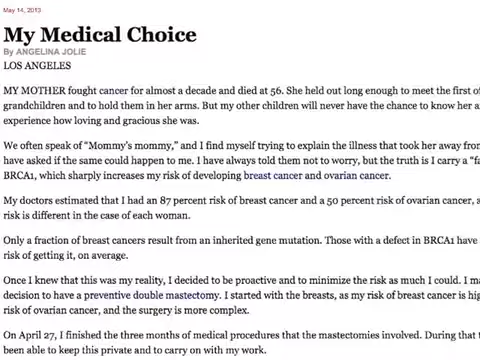 May 14, 2013
My Medical Choice
By ANGELINA JOLIE
LOS ANGELES
MY MOTHER fought cancer for almost a decade and died at 56. She held out long enough to meet the first of
grandchildren and to hold them in her arms. But my other children will never have the chance to know her a
experience how loving and gracious she was.
We often speak of “Mommy’s mommy,” and I find myself trying to explain the illness that took her away from
have asked if the same could happen to me. I have always told them not to worry, but the truth is I carry a “fa
BRCA1, which sharply increases my risk of developing breast cancer and ovarian cancer.
My doctors estimated that I had an 87 percent risk of breast cancer and a 50 percent risk of ovarian cancer, a
risk is different in the case of each woman.
Only a fraction of breast cancers result from an inherited gene mutation. Those with a defect in BRCA1 have
risk of getting it, on average.
Once I knew that this was my reality, I decided to be proactive and to minimize the risk as much I could. I ma
decision to have a preventive double mastectomy. I started with the breasts, as my risk of breast cancer is hig
risk of ovarian cancer, and the surgery is more complex.
On April 27, I finished the three months of medical procedures that the mastectomies involved. During that t
been able to keep this private and to carry on with my work.